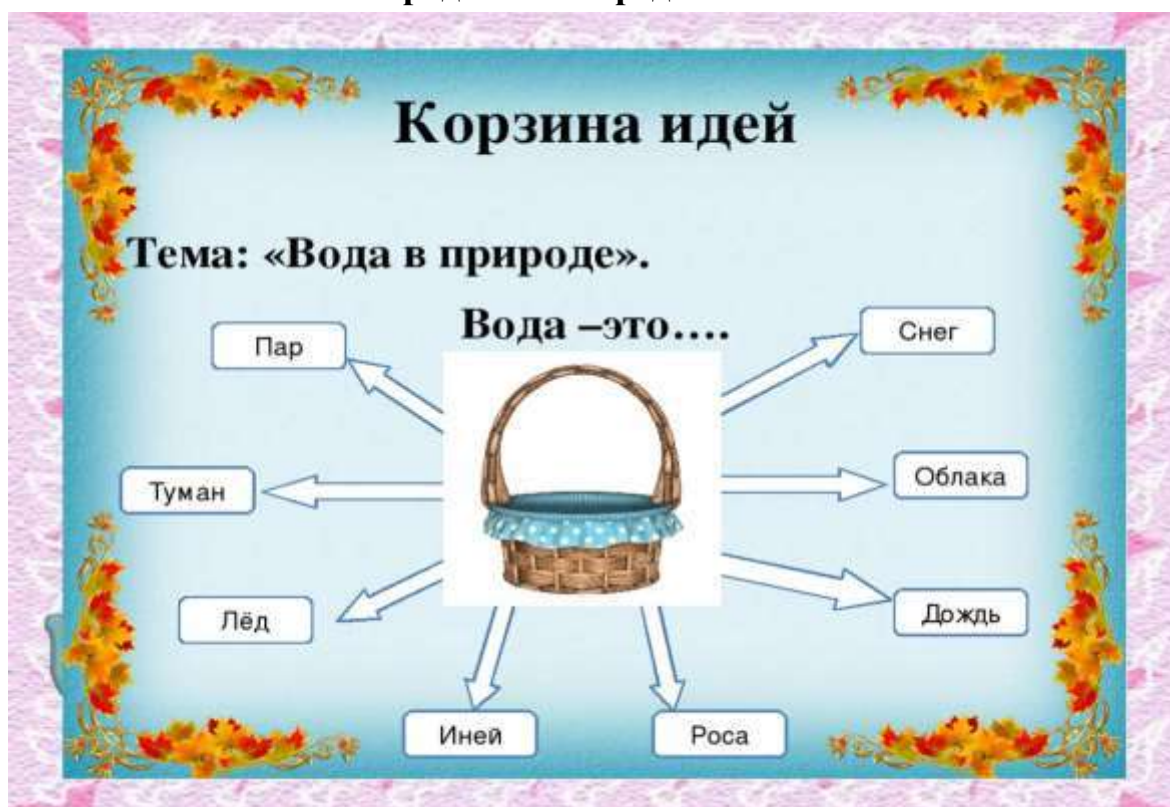 Корзина идей
Тема: «Вода в природе».
Вода –это….
Пар
Снег
Туман
Облака
Лёд
Дождь
Иней
Роса